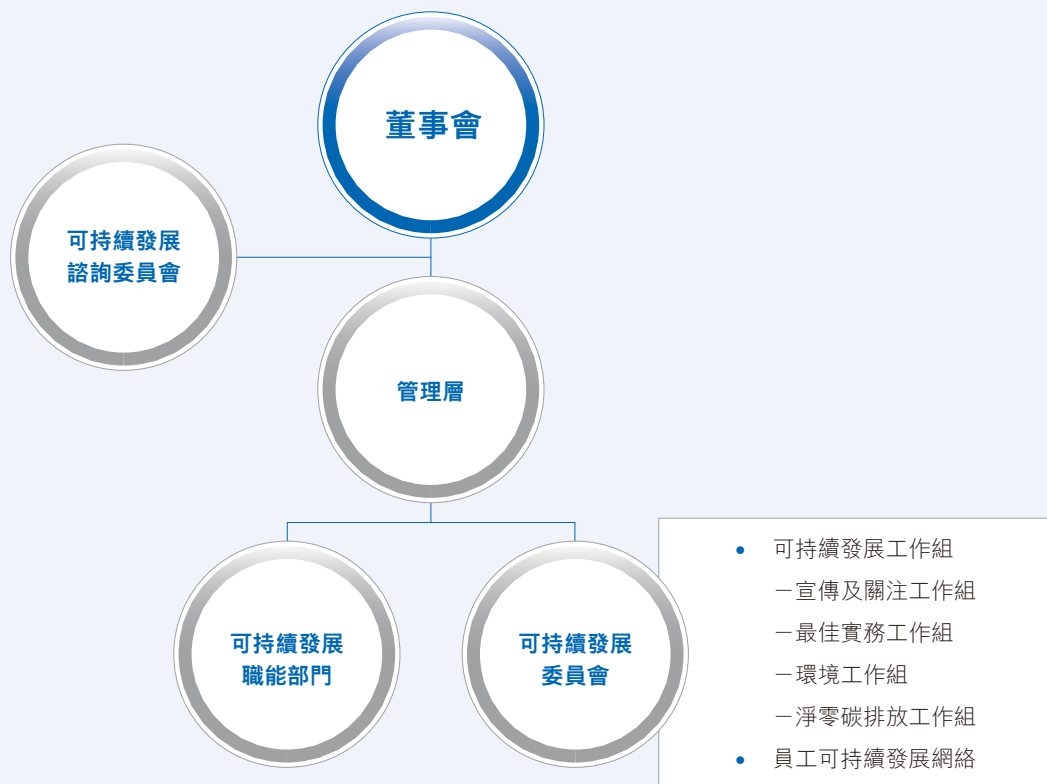 董事會
可持續發展
諮詢委員會
管理層
可持續發展
職能部門
可持續發展
委員會
• 可持續發展工作組
－宣傳及關注工作組
－最佳實務工作組
－環境工作組
－淨零碳排放工作組
• 員工可持續發展網絡